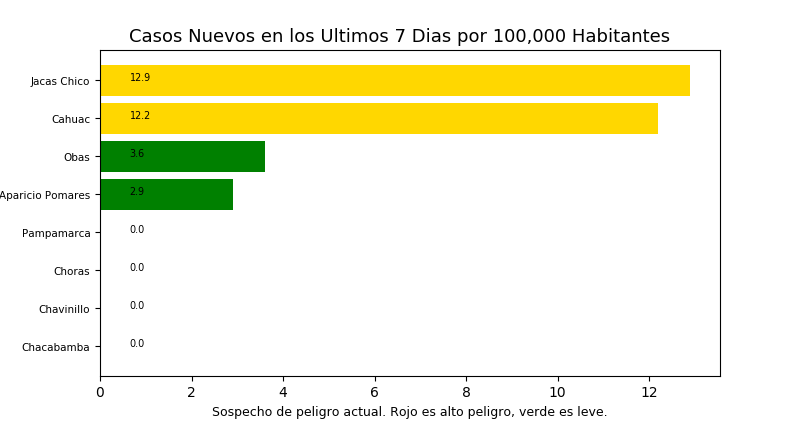 Casos Nuevos en los Ultimos 7 Dias por 100,000 Habitantes
Jacas Chico 12.9
Cahuac 12.2
Obas 3.6
Aparicio Pomares 2.9
Pampamarca 0.0
Choras 0.0
Chavinillo 0.0
Chacabamba 0.0
0 2 4 6 8 10 12
Sospecho de peligro actual. Rojo es alto peligro, verde es leve.